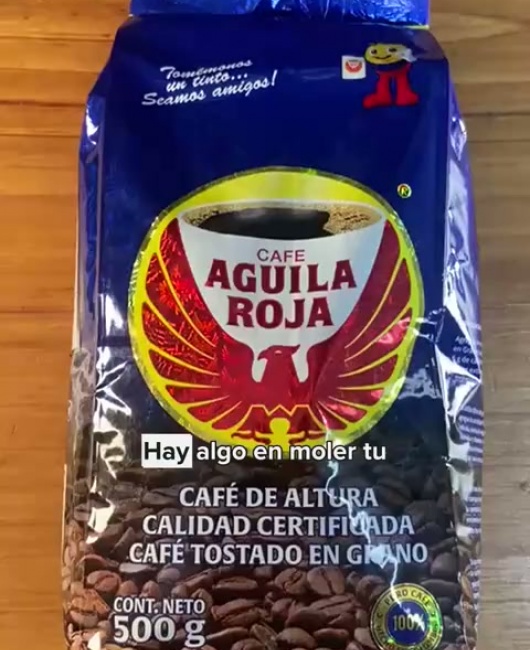 Tomémonos
un tinto...
Seamos amigos!
®
CAFE
AGUILA
ROJA
Hay algo en moler tu
CAFÉ DE ALTURA
CALIDAD CERTIFICADA
CAFÉ TOSTADO EN GRANO
CONT. NETO
500 g
100%